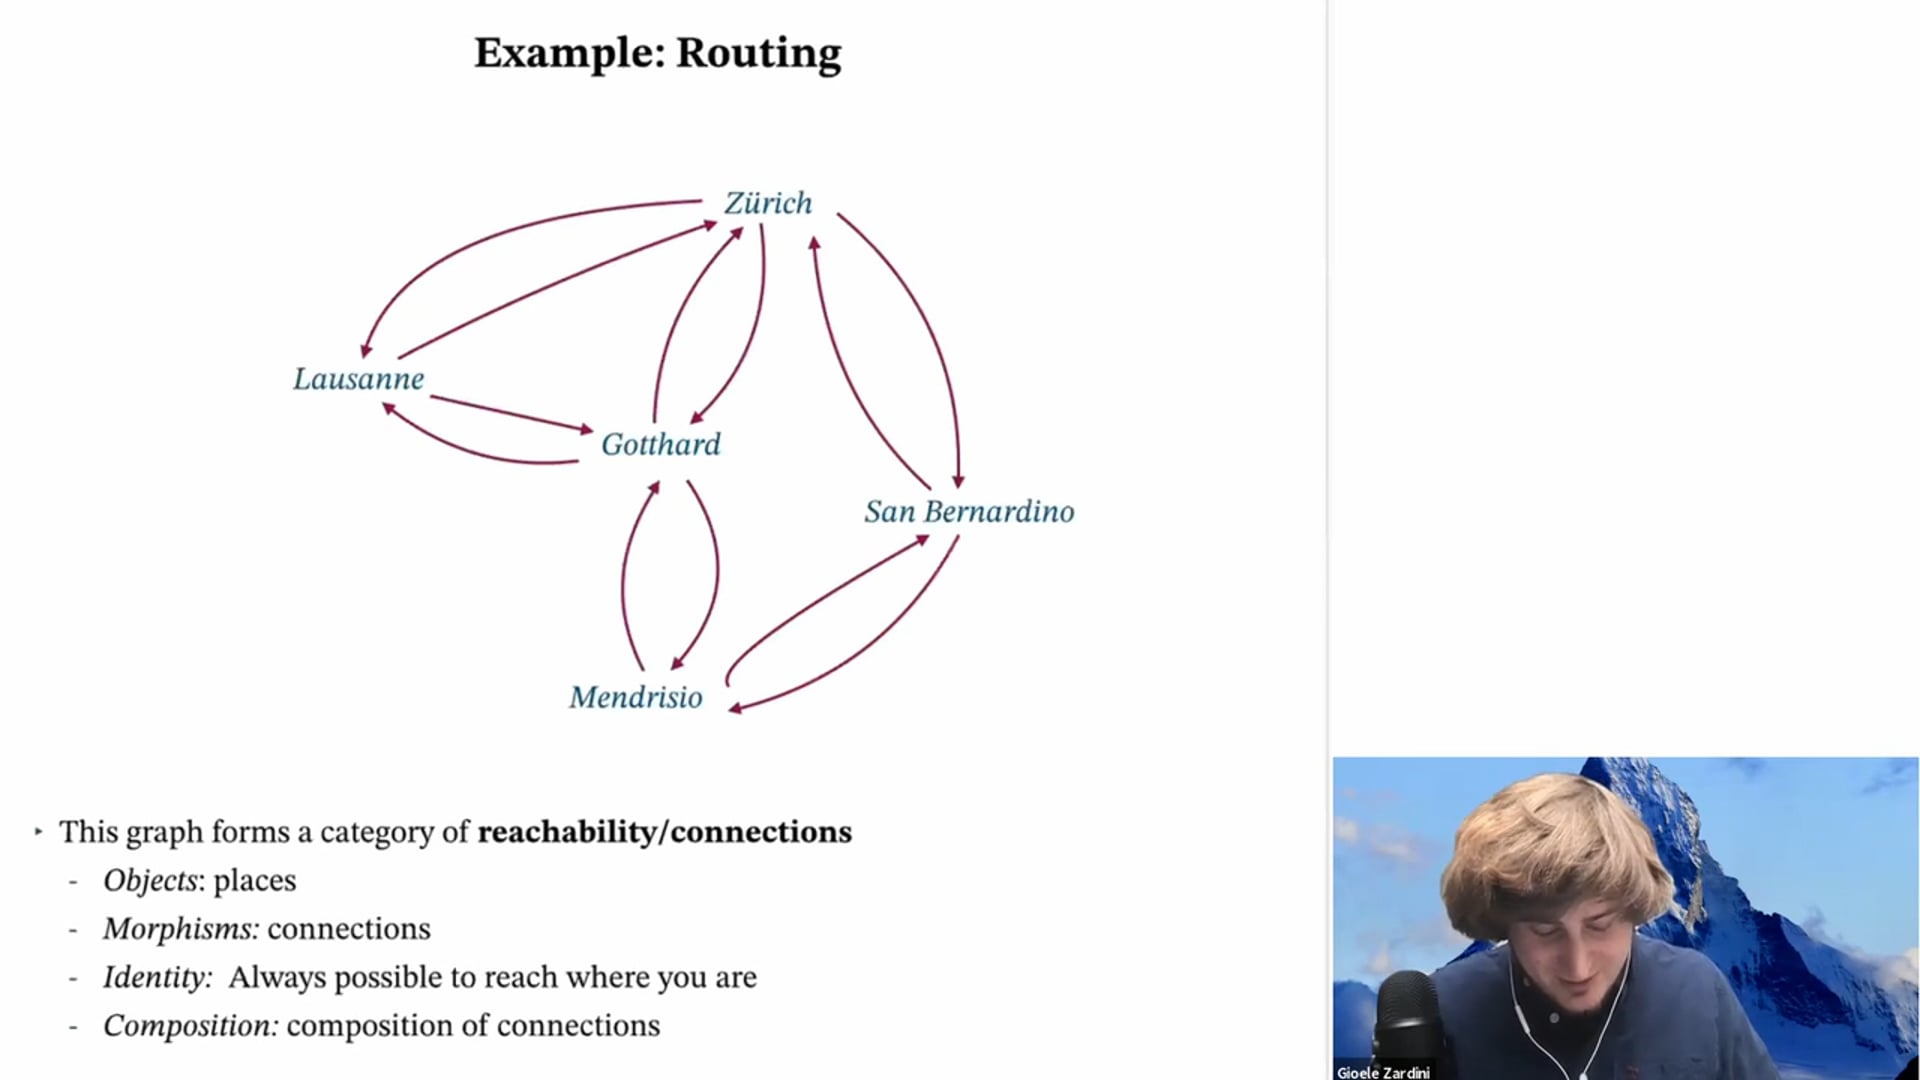 Example: Routing
Zürich
Lausanne
Gotthard
San Bernardino
Mendrisio
‣ This graph forms a category of reachability/connections
- Objects: places
- Morphisms: connections
- Identity: Always possible to reach where you are
- Composition: composition of connections
Gioele Zardini